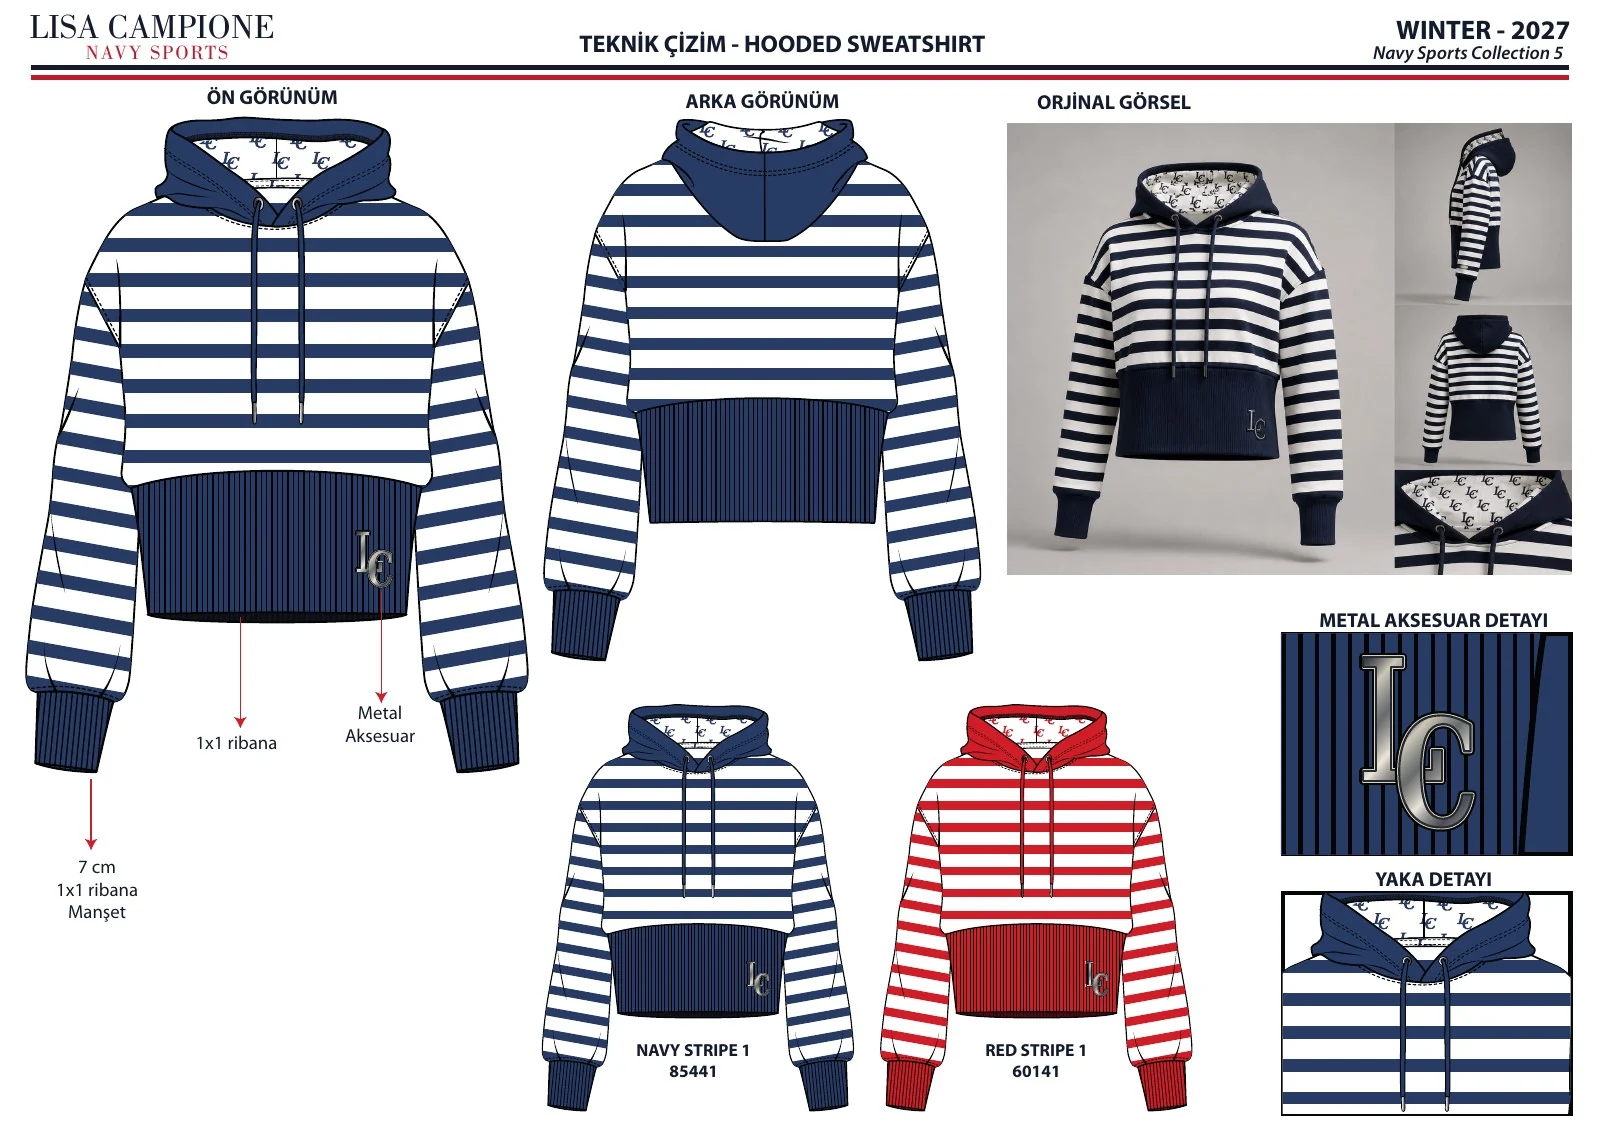 LISA CAMPIONE
NAVY SPORTS
TEKNİK ÇİZİM - HOODED SWEATSHIRT
WINTER - 2027
Navy Sports Collection 5
ÖN GÖRÜNÜM
ARKA GÖRÜNÜM
ORJİNAL GÖRSEL
LC
1x1 ribana
Metal
Aksesuar
7 cm
1x1 ribana
Manşet
METAL AKSESUAR DETAYI
LC
YAKA DETAYI
NAVY STRIPE 1
85441
RED STRIPE 1
60141